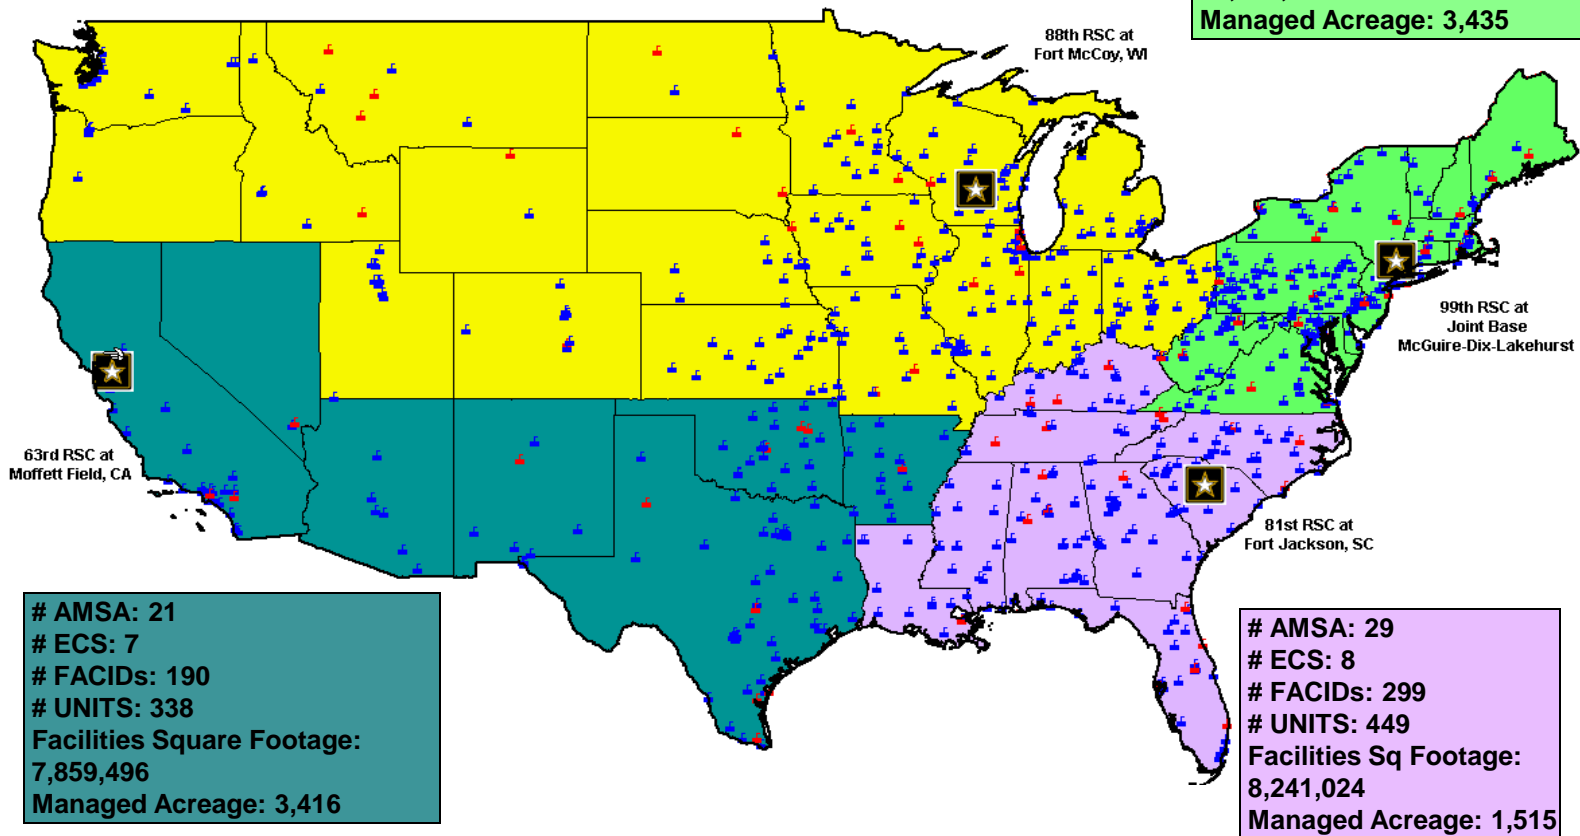 Managed Acreage: 3,435
88th RSC at
Fort McCoy, WI
99th RSC at
Joint Base
McGuire-Dix-Lakehurst
63rd RSC at
Moffett Field, CA
81st RSC at
Fort Jackson, SC
# AMSA: 21
# ECS: 7
# FACIDs: 190
# UNITS: 338
Facilities Square Footage:
7,859,496
Managed Acreage: 3,416
# AMSA: 29
# ECS: 8
# FACIDs: 299
# UNITS: 449
Facilities Sq Footage:
8,241,024
Managed Acreage: 1,515